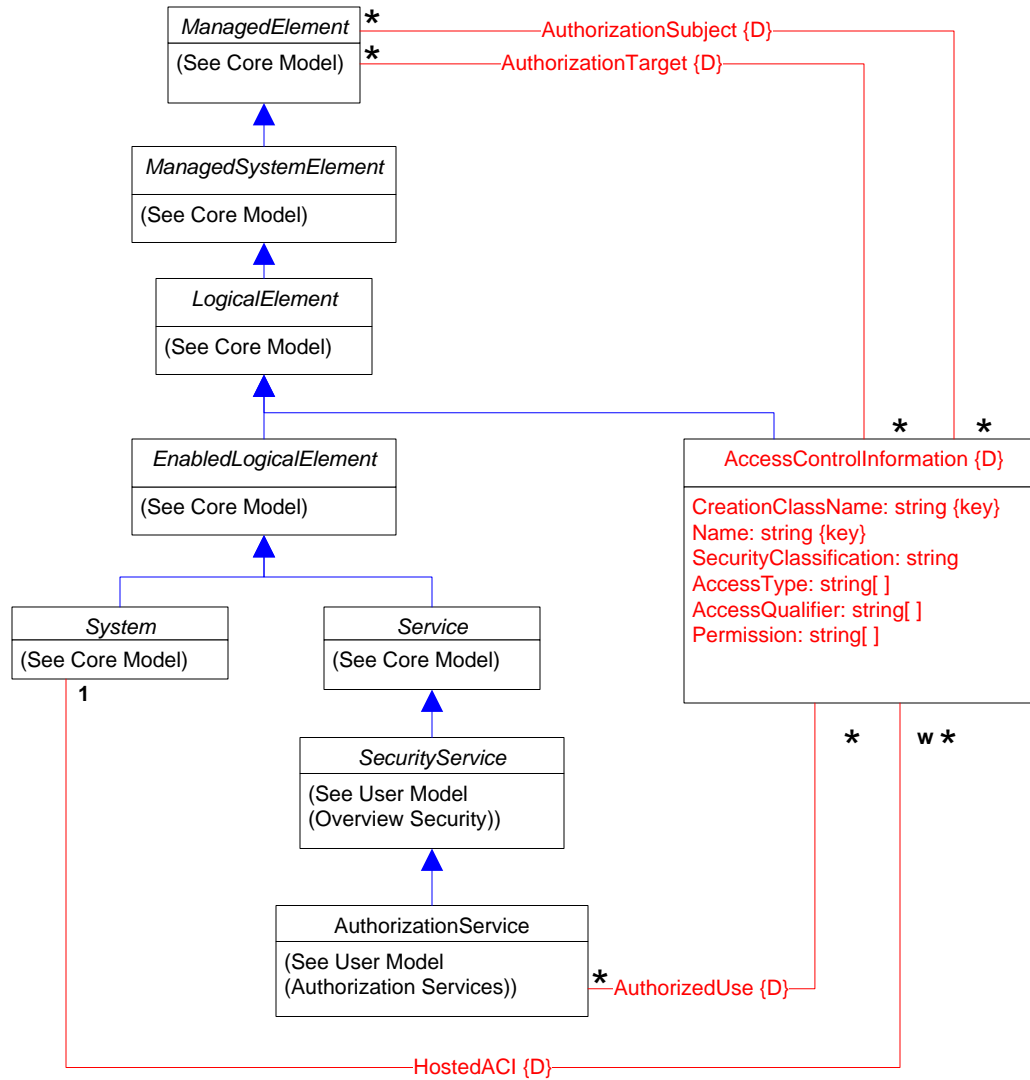 ManagedElement
(See Core Model)
*
AuthorizationSubject {D}
*
AuthorizationTarget {D}
ManagedSystemElement
(See Core Model)
LogicalElement
(See Core Model)
EnabledLogicalElement
(See Core Model)
*
*
AccessControlInformation {D}
CreationClassName: string {key}
Name: string {key}
SecurityClassification: string
AccessType: string[ ]
AccessQualifier: string[ ]
Permission: string[ ]
System
(See Core Model)
1
Service
(See Core Model)
*
w *
SecurityService
(See User Model
(Overview Security))
AuthorizationService
(See User Model
(Authorization Services))
*
AuthorizedUse {D}
HostedACI {D}